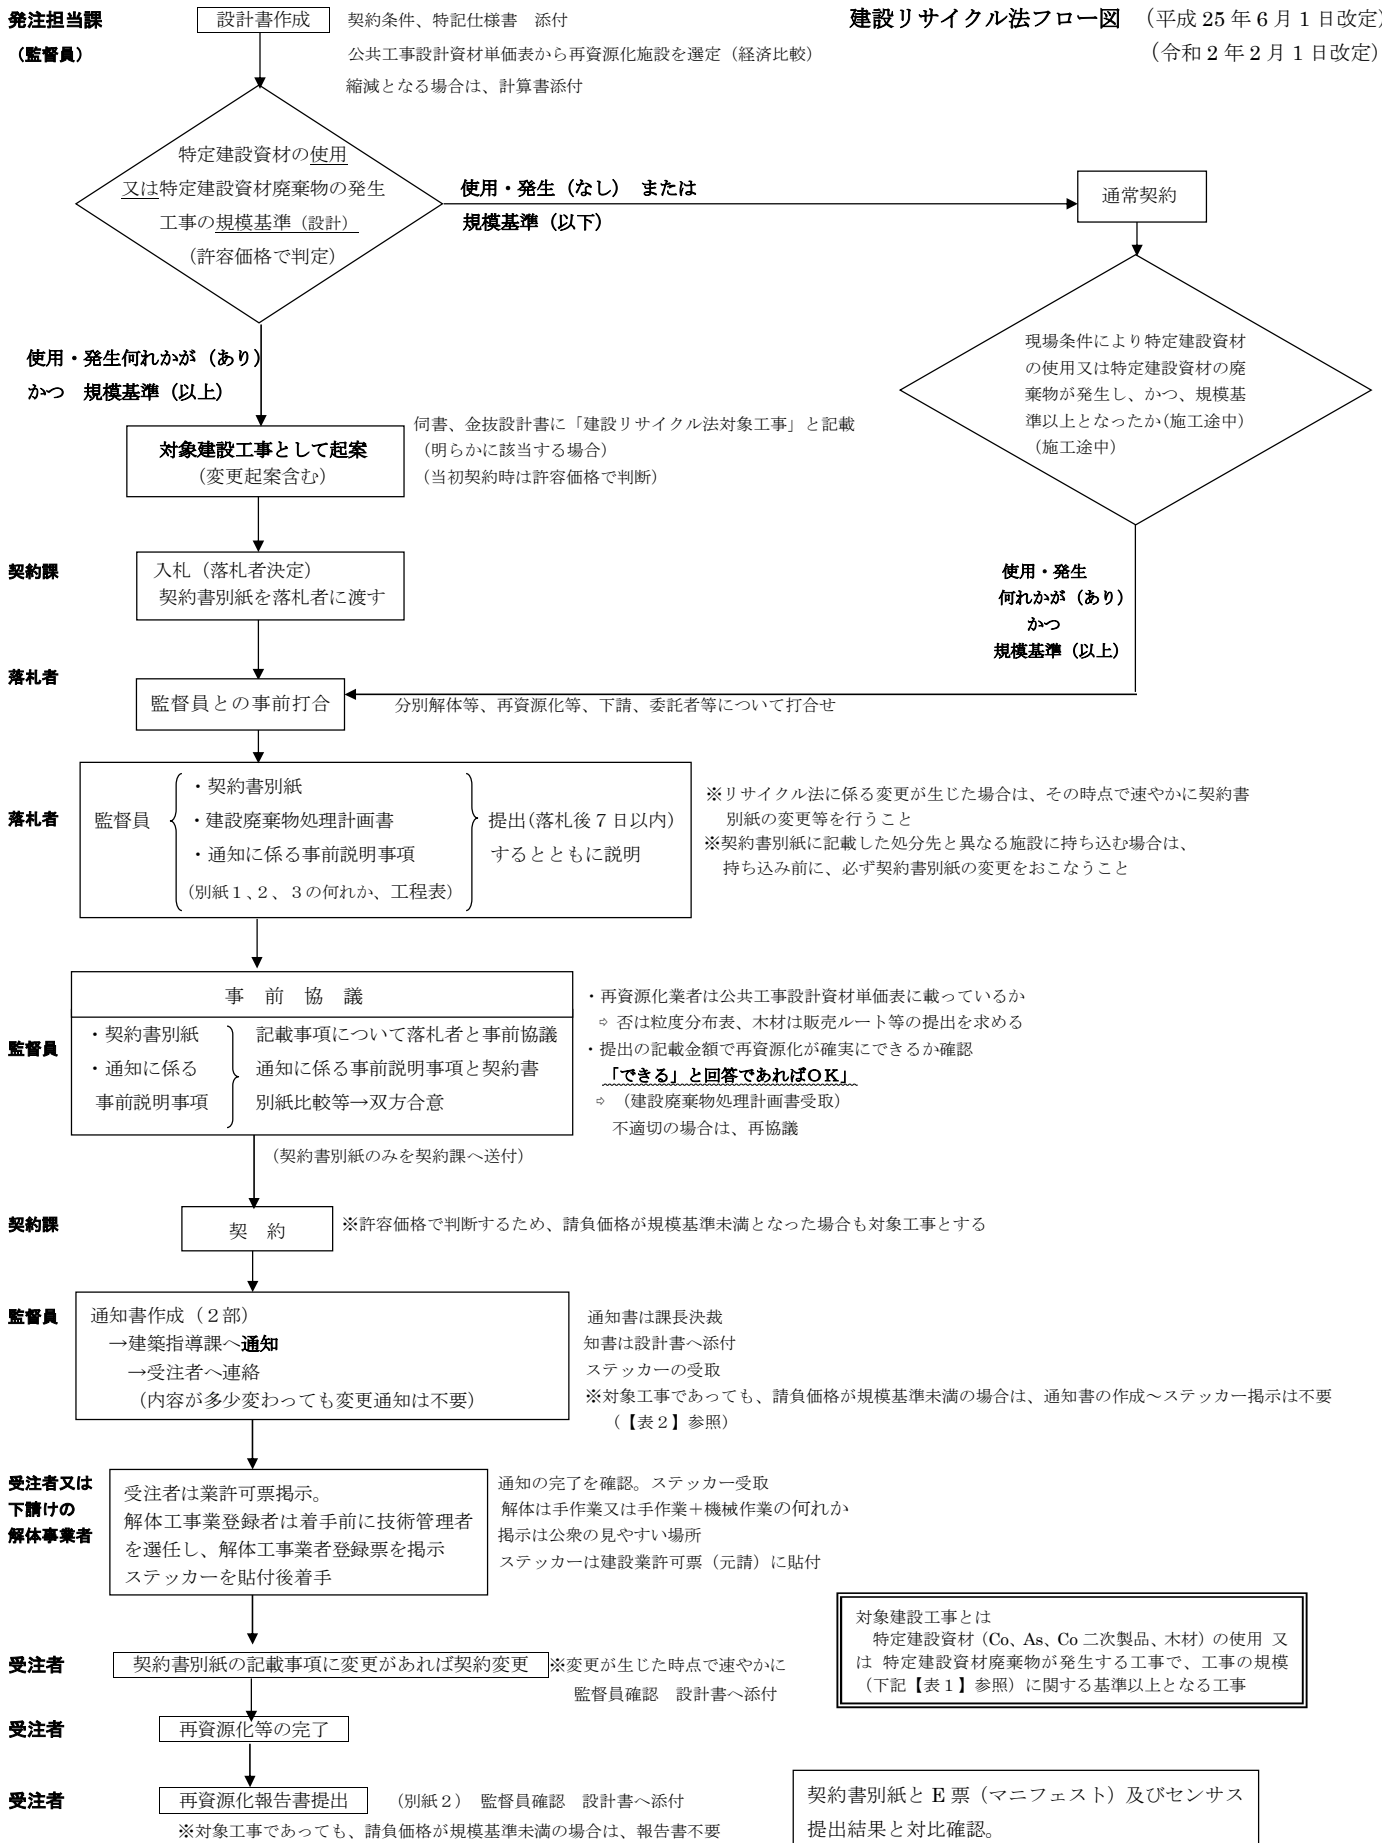 発注担当課
（監督員）
設計書作成
契約条件、特記仕様書　添付
公共工事設計資材単価表から再資源化施設を選定（経済比較）
縮減となる場合は、計算書添付
建設リサイクル法フロー図　（平成 25 年 6 月 1 日改定）
（令和 2 年 2 月 1 日改定）
特定建設資材の使用
又は特定建設資材廃棄物の発生
工事の規模基準（設計）
（許容価格で判定）
使用・発生（なし）　または
規模基準（以下）
通常契約
使用・発生何れかが（あり）
かつ　規模基準（以上）
現場条件により特定建設資材
の使用又は特定建設資材の廃
棄物が発生し、かつ、規模基
準以上となったか(施工途中)
（施工途中）
対象建設工事として起案
（変更起案含む）
伺書、金抜設計書に「建設リサイクル法対象工事」と記載
（明らかに該当する場合）
（当初契約時は許容価格で判断）
契約課
入札（落札者決定）
契約書別紙を落札者に渡す
使用・発生
何れかが（あり）
かつ
規模基準（以上）
落札者
監督員との事前打合
分別解体等、再資源化等、下請、委託者等について打合せ
落札者
監督員
・契約書別紙
・建設廃棄物処理計画書
・通知に係る事前説明事項
(別紙１、２、３の何れか、工程表)
提出(落札後７日以内)
するとともに説明
※リサイクル法に係る変更が生じた場合は、その時点で速やかに契約書
別紙の変更等を行うこと
※契約書別紙に記載した処分先と異なる施設に持ち込む場合は、
持ち込み前に、必ず契約書別紙の変更をおこなうこと
監督員
事　前　協　議
・契約書別紙
・通知に係る
事前説明事項
記載事項について落札者と事前協議
通知に係る事前説明事項と契約書
別紙比較等→双方合意
・再資源化業者は公共工事設計資材単価表に載っているか
⇨ 否は粒度分布表、木材は販売ルート等の提出を求める
・提出の記載金額で再資源化が確実にできるか確認
「できる」と回答であればＯＫ」
⇨ （建設廃棄物処理計画書受取）
不適切の場合は、再協議
（契約書別紙のみを契約課へ送付）
契約課
契　約
※許容価格で判断するため、請負価格が規模基準未満となった場合も対象工事とする
監督員
通知書作成（２部）
→建築指導課へ通知
→受注者へ連絡
（内容が多少変わっても変更通知は不要）
通知書は課長決裁
知書は設計書へ添付
ステッカーの受取
※対象工事であっても、請負価格が規模基準未満の場合は、通知書の作成～ステッカー掲示は不要
（【表２】参照）
受注者又は
下請けの
解体事業者
受注者は業許可票掲示。
解体工事業登録者は着手前に技術管理者
を選任し、解体工事業者登録票を掲示
ステッカーを貼付後着手
通知の完了を確認。ステッカー受取
解体は手作業又は手作業＋機械作業の何れか
掲示は公衆の見やすい場所
ステッカーは建設業許可票（元請）に貼付
対象建設工事とは
特定建設資材（Co、As、Co 二次製品、木材）の使用 又
は 特定建設資材廃棄物が発生する工事で、工事の規模
（下記【表１】参照）に関する基準以上となる工事
受注者
契約書別紙の記載事項に変更があれば契約変更
※変更が生じた時点で速やかに
監督員確認　設計書へ添付
受注者
再資源化等の完了
受注者
再資源化報告書提出
（別紙２）　監督員確認　設計書へ添付
※対象工事であっても、請負価格が規模基準未満の場合は、報告書不要
契約書別紙と E 票（マニフェスト）及びセンサス
提出結果と対比確認。